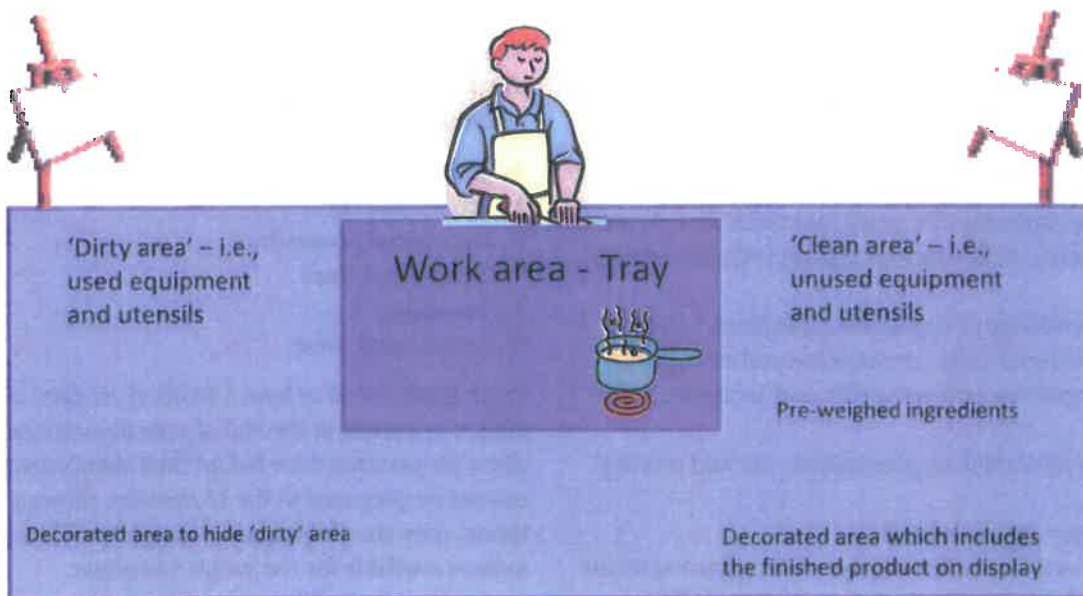 'Dirty area' – i.e.,
used equipment
and utensils
Work area - Tray
'Clean area' – i.e.,
unused equipment
and utensils
Pre-weighed ingredients
Decorated area to hide 'dirty' area
Decorated area which includes
the finished product on display